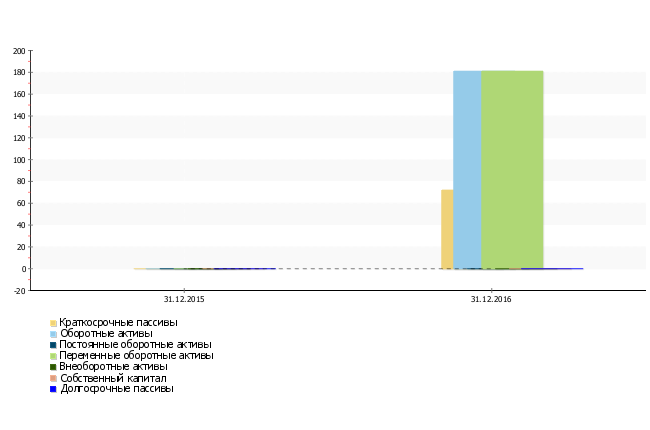 200
180
160
140
120
100
80
60
40
20
0
-20
31.12.2015 31.12.2016
Краткосрочные пассивы
Оборотные активы
Постоянные оборотные активы
Переменные оборотные активы
Внеоборотные активы
Собственный капитал
Долгосрочные пассивы